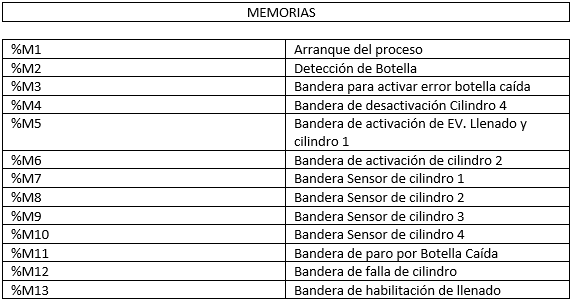 MEMORIAS
%M1 Arranque del proceso
%M2 Detección de Botella
%M3 Bandera para activar error botella caída
%M4 Bandera de desactivación Cilindro 4
%M5 Bandera de activación de EV. Llenado y
cilindro 1
%M6 Bandera de activación de cilindro 2
%M7 Bandera Sensor de cilindro 1
%M8 Bandera Sensor de cilindro 2
%M9 Bandera Sensor de cilindro 3
%M10 Bandera Sensor de cilindro 4
%M11 Bandera de paro por Botella Caída
%M12 Bandera de falla de cilindro
%M13 Bandera de habilitación de llenado